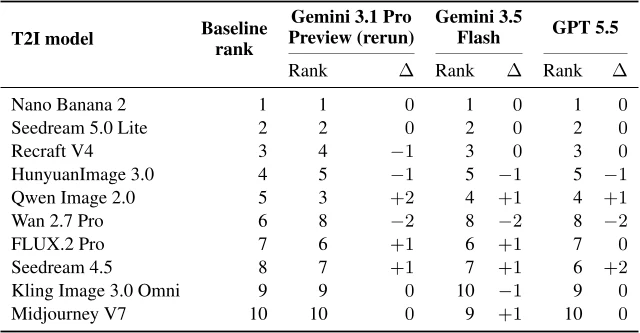 T2I model Baseline rank Gemini 3.1 Pro Preview (rerun) Gemini 3.5 Flash GPT 5.5
Rank Δ Rank Δ Rank Δ
Nano Banana 2 1 1 0 1 0 1 0
Seedream 5.0 Lite 2 2 0 2 0 2 0
Recraft V4 3 4 −1 3 0 3 0
HunyuanImage 3.0 4 5 −1 5 −1 5 −1
Qwen Image 2.0 5 3 +2 4 +1 4 +1
Wan 2.7 Pro 6 8 −2 8 −2 8 −2
FLUX.2 Pro 7 6 +1 6 +1 7 0
Seedream 4.5 8 7 +1 7 +1 6 +2
Kling Image 3.0 Omni 9 9 0 10 −1 9 0
Midjourney V7 10 10 0 9 +1 10 0